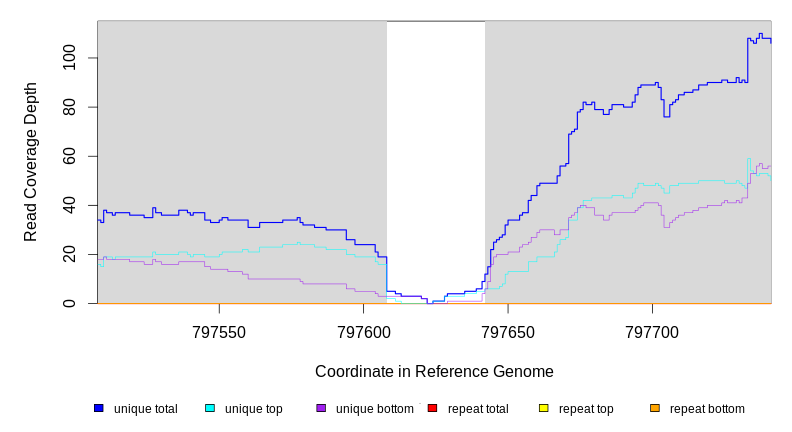 Read Coverage Depth
100
80
60
40
20
0
797550 797600 797650 797700
Coordinate in Reference Genome
unique total unique top unique bottom repeat total repeat top repeat bottom